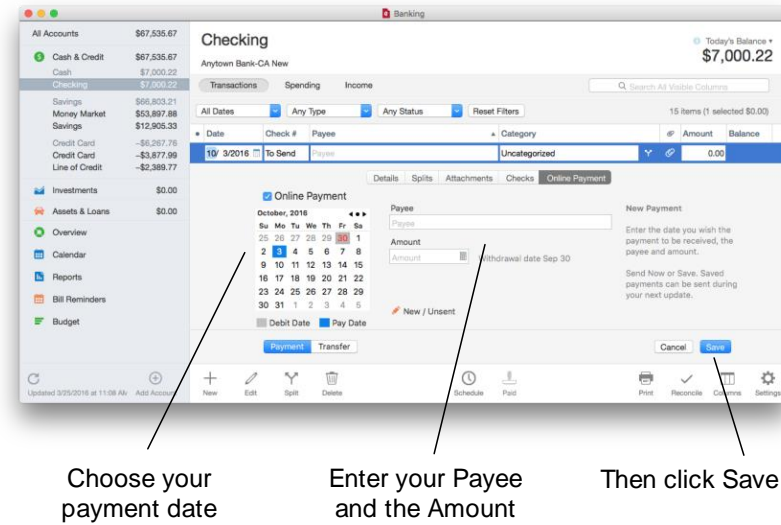 Banking
All Accounts $67,535.67
Cash & Credit $67,535.67
Cash $7,000.22
Checking $7,000.22
Savings $66,803.21
Money Market $53,897.88
Savings $12,905.33
Credit Card –$6,267.76
Credit Card –$3,877.99
Line of Credit –$2,389.77
Investments $0.00
Assets & Loans $0.00
Overview
Calendar
Reports
Bill Reminders
Budget
Updated 3/25/2016 at 11:08 AM
Add Account
Checking
Today's Balance
$7,000.22
Anytown Bank-CA New
Transactions Spending Income
Search All Visible Columns
All Dates Any Type Any Status Reset Filters
15 items (1 selected $0.00)
Date Check # Payee Category Amount Balance
10/ 3/2016 To Send Payee Uncategorized 0.00
Details Splits Attachments Checks Online Payment
Online Payment
October, 2016
Su Mo Tu We Th Fr Sa
25 26 27 28 29 30 1
2 3 4 5 6 7 8
9 10 11 12 13 14 15
16 17 18 19 20 21 22
23 24 25 26 27 28 29
30 31 1 2 3 4 5
Debit Date Pay Date
Payee
Payee
Amount
Amount Withdrawal date Sep 30
New / Unsent
New Payment
Enter the date you wish the
payment to be received, the
payee and amount.
Send Now or Save. Saved
payments can be sent during
your next update.
Payment Transfer
Cancel Save
New Edit Split Delete Schedule Paid Print Reconcile Columns Settings
Choose your
payment date
Enter your Payee
and the Amount
Then click Save